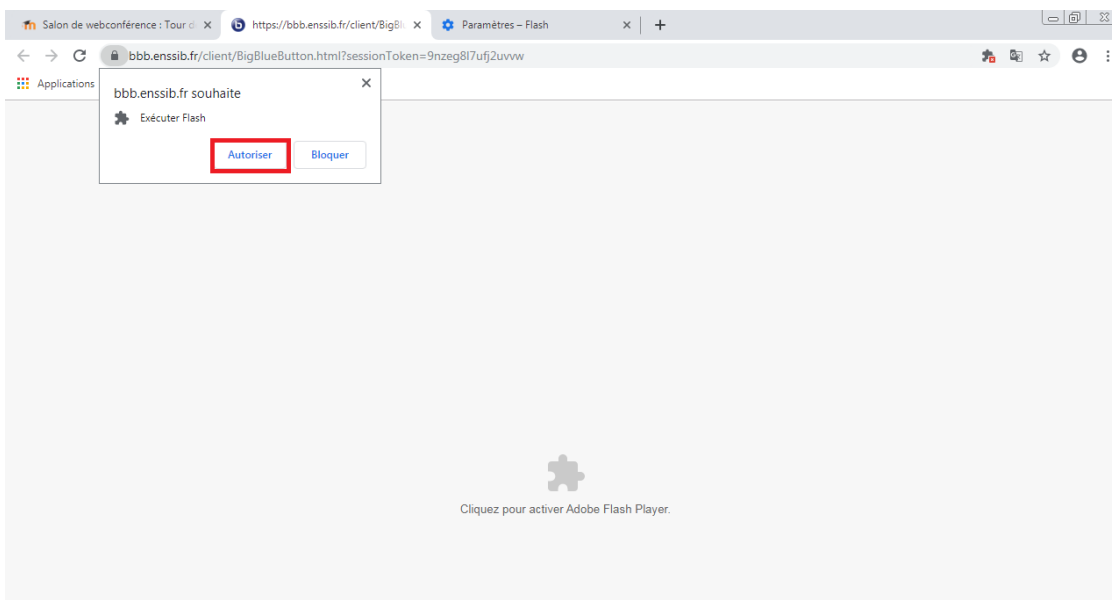 Salon de webconférence : Tour d
https://bbb.enssib.fr/client/BigBl
Paramètres – Flash
bbb.enssib.fr/client/BigBlueButton.html?sessionToken=9nzeg8l7ufj2uvvw
Applications
bbb.enssib.fr souhaite
Exécuter Flash
Autoriser
Bloquer
Cliquez pour activer Adobe Flash Player.